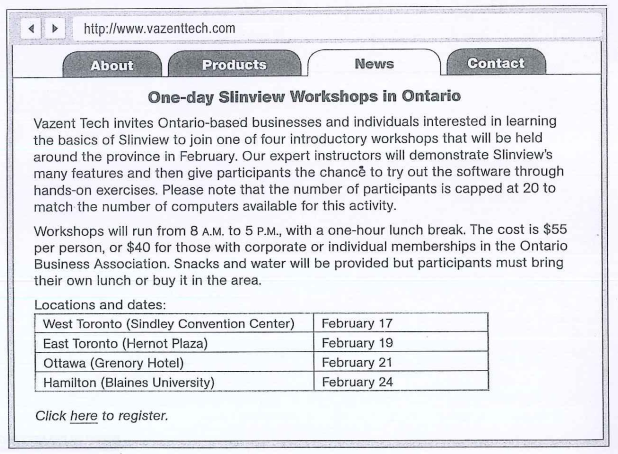 http://www.vazenttech.com
About Products News Contact
One-day Slinview Workshops in Ontario
Vazent Tech invites Ontario-based businesses and individuals interested in learning
the basics of Slinview to join one of four introductory workshops that will be held
around the province in February. Our expert instructors will demonstrate Slinview's
many features and then give participants the chance to try out the software through
hands-on exercises. Please note that the number of participants is capped at 20 to
match the number of computers available for this activity.
Workshops will run from 8 A.M. to 5 P.M., with a one-hour lunch break. The cost is $55
per person, or $40 for those with corporate or individual memberships in the Ontario
Business Association. Snacks and water will be provided but participants must bring
their own lunch or buy it in the area.
Locations and dates:
West Toronto (Sindley Convention Center) February 17
East Toronto (Hernot Plaza) February 19
Ottawa (Grenory Hotel) February 21
Hamilton (Blaines University) February 24
Click here to register.